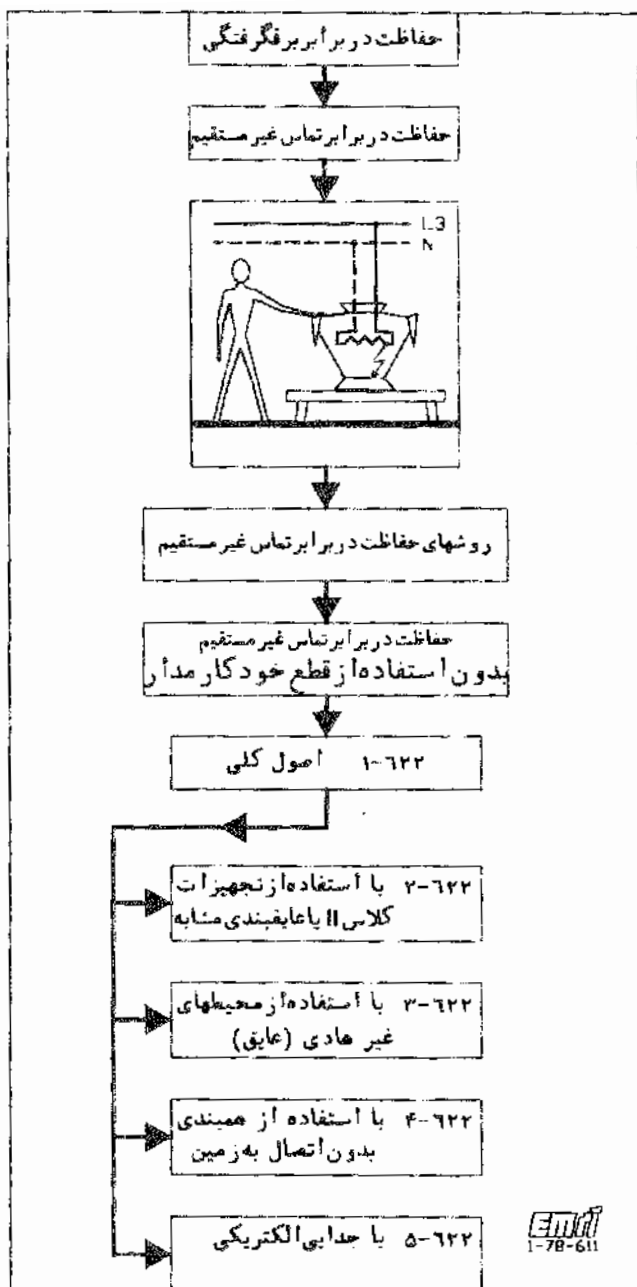 حفاظت در برابر برقگرفتگی
حفاظت در برابر تماس غیر مستقیم
L3
N
روشهای حفاظت در برابر تماس غیر مستقیم
حفاظت در برابر تماس غیر مستقیم
بدون استفاده از قطع خودکار مدار
۱-۶۲۲ اصول کلی
۲-۶۲۲ با استفاده از تجهیزات
کلاس II یا عایقبندی مشابه
۳-۶۲۲ با استفاده از محیطهای
غیر هادی (عایق)
۴-۶۲۲ با استفاده از همبندی
بدون اتصال به زمین
۵-۶۲۲ با جدایی الکتریکی
emri
1-78-611